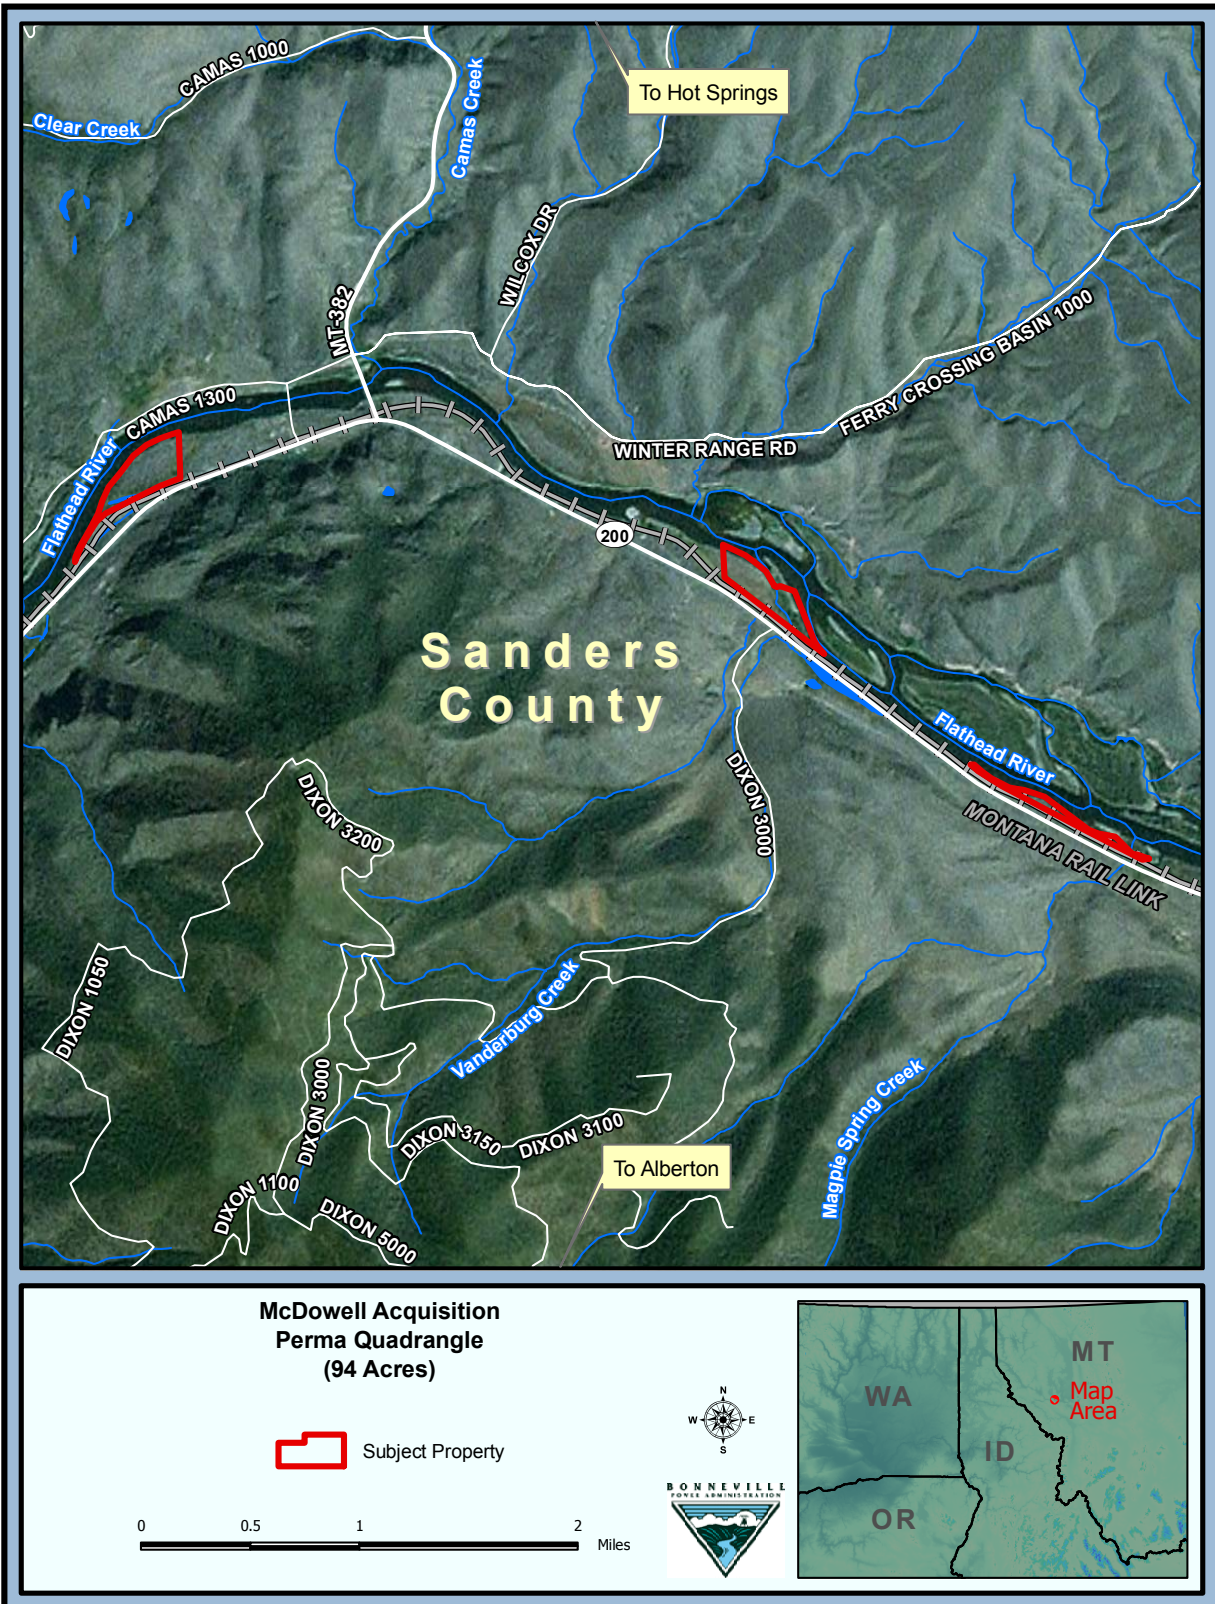 CAMAS 1000
Camas Creek
To Hot Springs
Clear Creek
WILCOX DR
MT-382
FERRY CROSSING BASIN 1000
CAMAS 1300
WINTER RANGE RD
Flathead River
200
Sanders
County
Flathead River
DIXON 3000
DIXON 3200
MONTANA RAIL LINK
DIXON 1050
Vanderburg Creek
Magpie Spring Creek
DIXON 3000
DIXON 3150
DIXON 3100
To Alberton
DIXON 1100
DIXON 5000
McDowell Acquisition
Perma Quadrangle
(94 Acres)
Subject Property
0 0.5 1 2
Miles
N
W E
S
BONNEVILLE
POWER ADMINISTRATION
WA
MT
Map
Area
ID
OR